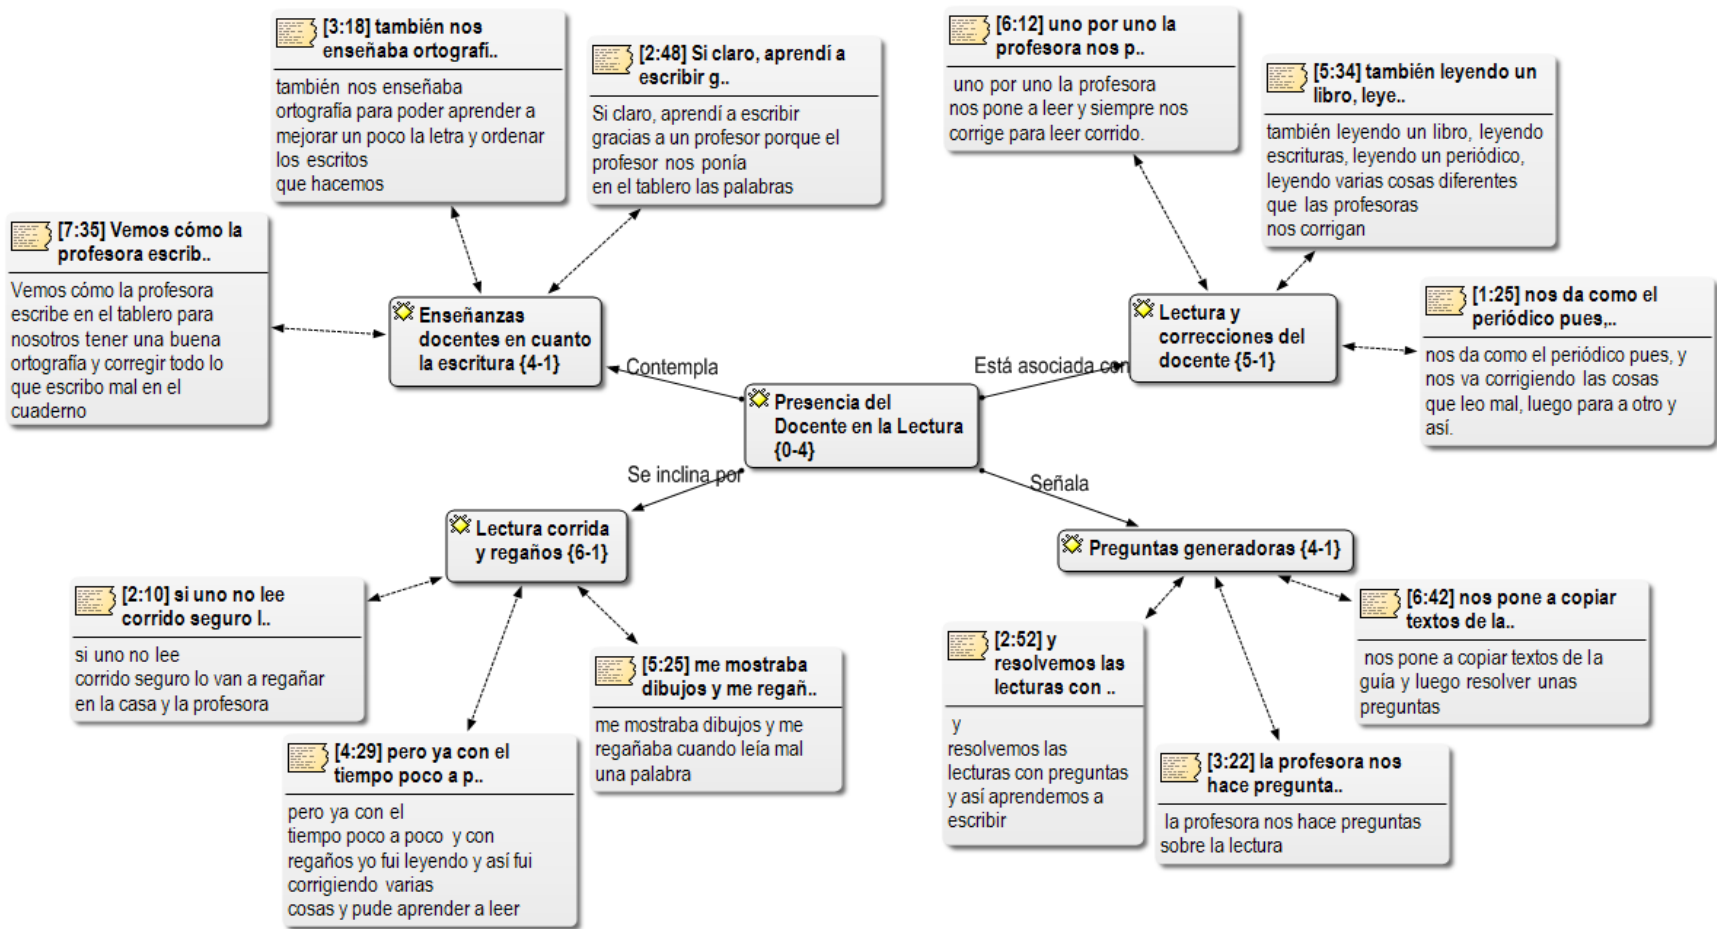 [3:18] también nos
enseñaba ortografí..
también nos enseñaba
ortografía para poder aprender a
mejorar un poco la letra y ordenar
los escritos
que hacemos
[2:48] Si claro, aprendí a
escribir g..
Si claro, aprendí a escribir
gracias a un profesor porque el
profesor nos ponía
en el tablero las palabras
[6:12] uno por uno la
profesora nos p..
uno por uno la profesora
nos pone a leer y siempre nos
corrige para leer corrido.
[5:34] también leyendo un
libro, leye..
también leyendo un libro, leyendo
escrituras, leyendo un periódico,
leyendo varias cosas diferentes
que las profesoras
nos corrigan
[7:35] Vemos cómo la
profesora escrib..
Vemos cómo la profesora
escribe en el tablero para
nosotros tener una buena
ortografía y corregir todo lo
que escribo mal en el
cuaderno
Enseñanzas
docentes en cuanto
la escritura {4-1}
Lectura y
correcciones del
docente {5-1}
[1:25] nos da como el
periódico pues,..
nos da como el periódico pues, y
nos va corrigiendo las cosas
que leo mal, luego para a otro y
así.
Contempla
Está asociada con
Presencia del
Docente en la Lectura
{0-4}
Se inclina por
Señala
Lectura corrida
y regaños {6-1}
Preguntas generadoras {4-1}
[2:10] si uno no lee
corrido seguro l..
si uno no lee
corrido seguro lo van a regañar
en la casa y la profesora
[5:25] me mostraba
dibujos y me regañ..
me mostraba dibujos y me
regañaba cuando leía mal
una palabra
[4:29] pero ya con el
tiempo poco a p..
pero ya con el
tiempo poco a poco y con
regaños yo fui leyendo y así fui
corrigiendo varias
cosas y pude aprender a leer
[2:52] y
resolvemos las
lecturas con ..
y
resolvemos las
lecturas con preguntas
y así aprendemos a
escribir
[6:42] nos pone a copiar
textos de la..
nos pone a copiar textos de la
guía y luego resolver unas
preguntas
[3:22] la profesora nos
hace pregunta..
la profesora nos hace preguntas
sobre la lectura